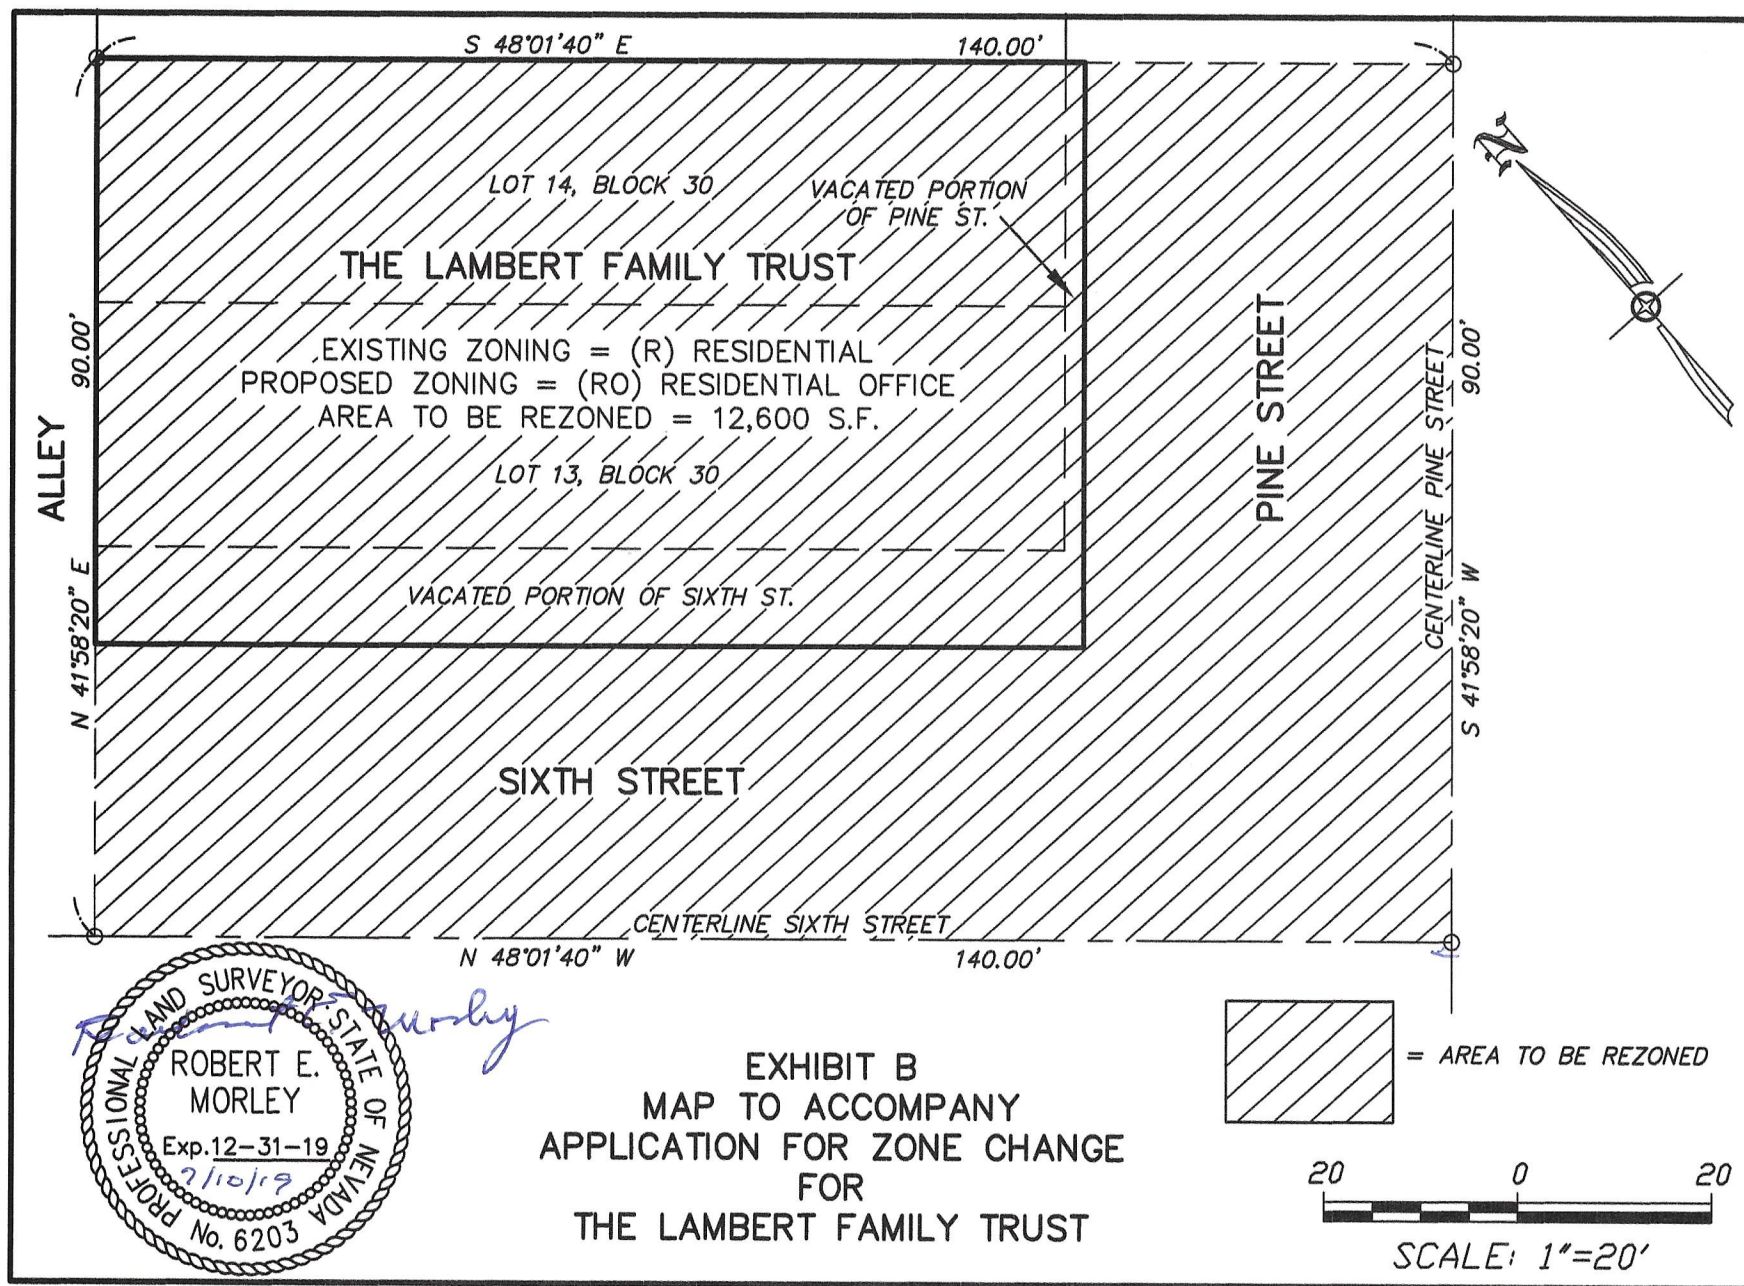 S 48°01'40" E 140.00'
LOT 14, BLOCK 30
VACATED PORTION
OF PINE ST.
THE LAMBERT FAMILY TRUST
EXISTING ZONING = (R) RESIDENTIAL
PROPOSED ZONING = (RO) RESIDENTIAL OFFICE
AREA TO BE REZONED = 12,600 S.F.
LOT 13, BLOCK 30
VACATED PORTION OF SIXTH ST.
ALLEY
N 41°58'20" E 90.00'
PINE STREET
CENTERLINE PINE STREET
S 41°58'20" W 90.00'
N
SIXTH STREET
CENTERLINE SIXTH STREET
N 48°01'40" W 140.00'
PROFESSIONAL LAND SURVEYOR · STATE OF NEVADA
ROBERT E.
MORLEY
Exp. 12-31-19
7/10/19
No. 6203
EXHIBIT B
MAP TO ACCOMPANY
APPLICATION FOR ZONE CHANGE
FOR
THE LAMBERT FAMILY TRUST
= AREA TO BE REZONED
20 0 20
SCALE: 1"=20'